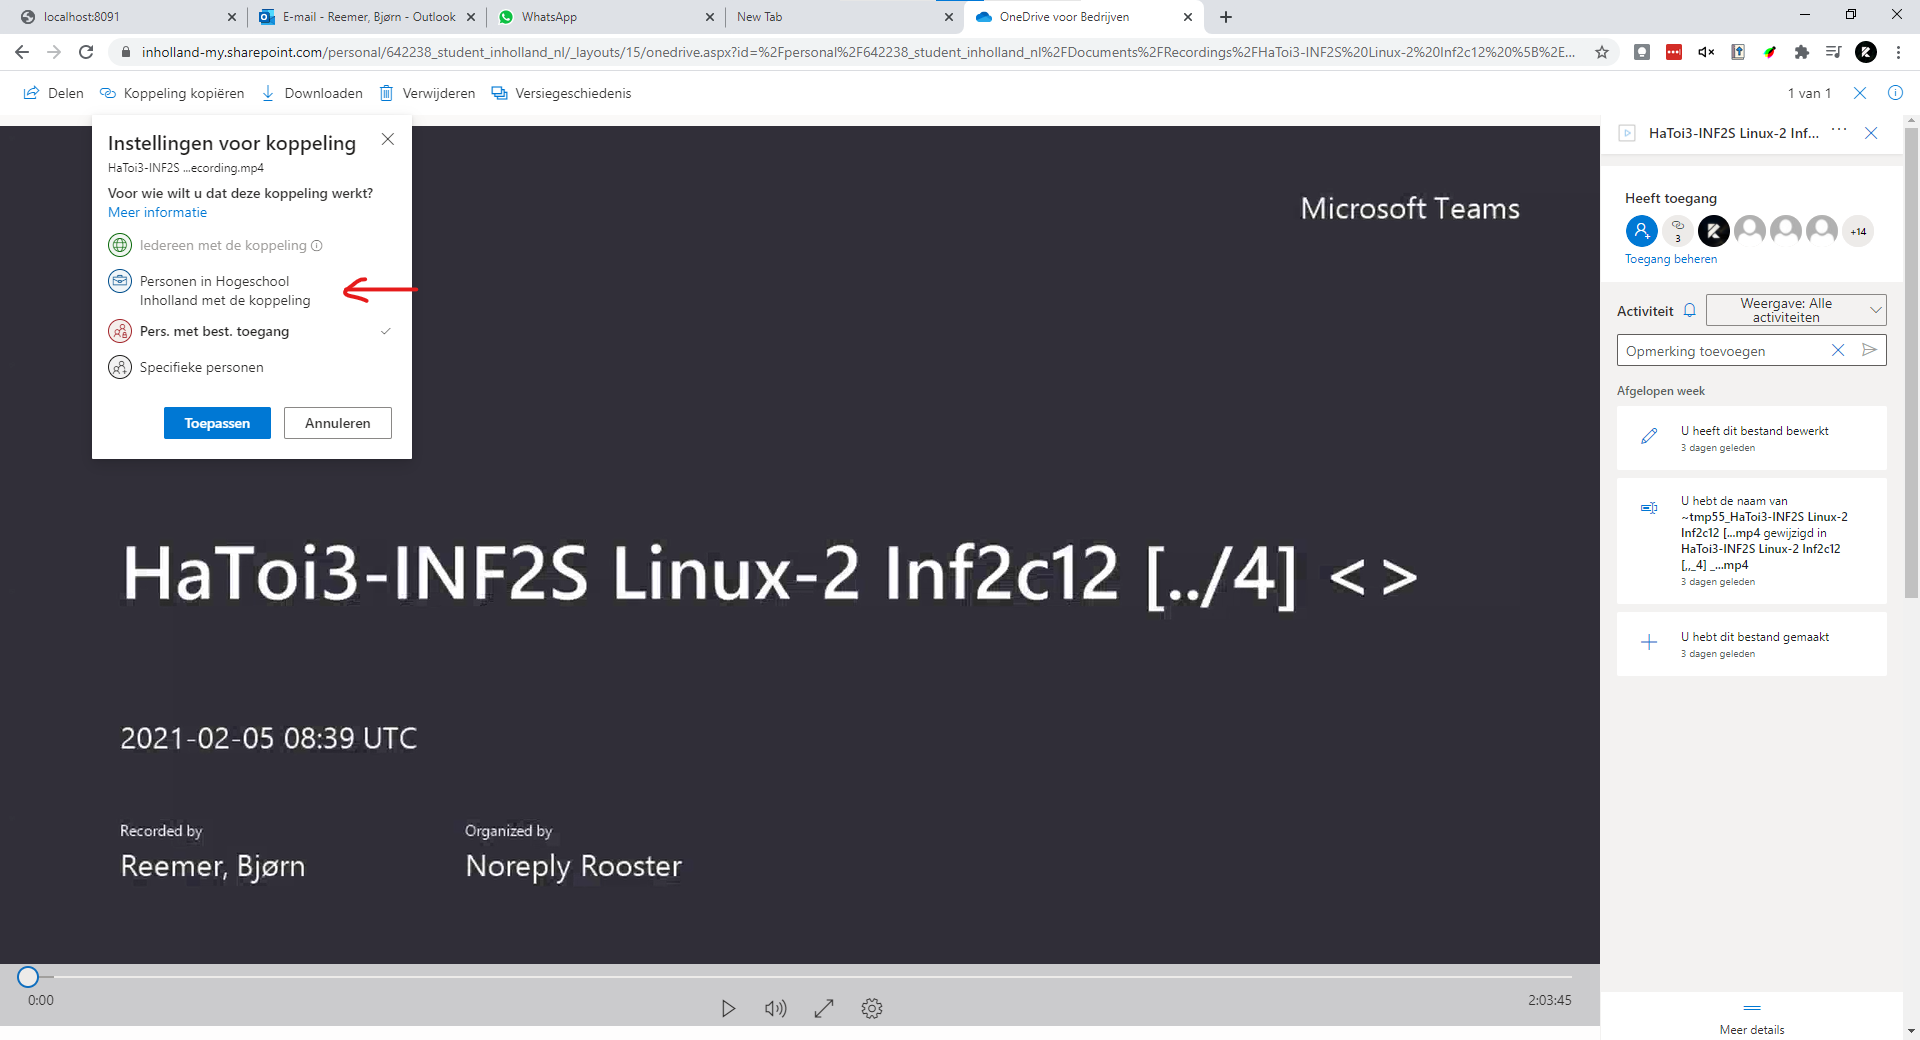 localhost:8091
E-mail - Reemer, Bjørn - Outlook
WhatsApp
New Tab
OneDrive voor Bedrijven
inholland-my.sharepoint.com/personal/642238_student_inholland_nl/_layouts/15/onedrive.aspx?id=%2Fpersonal%2F642238_student_inholland_nl%2FDocuments%2FRecordings%2FHaToi3-INF2S%20Linux-2%20Inf2c12%20%5B%2E...
Delen
Koppeling kopiëren
Downloaden
Verwijderen
Versiegeschiedenis
1 van 1
Instellingen voor koppeling
HaToi3-INF2S ...ecording.mp4
Voor wie wilt u dat deze koppeling werkt?
Meer informatie
Iedereen met de koppeling
Personen in Hogeschool
Inholland met de koppeling
Pers. met best. toegang
Specifieke personen
Toepassen
Annuleren
Microsoft Teams
HaToi3-INF2S Linux-2 Inf2c12 [../4] <>
2021-02-05 08:39 UTC
Recorded by
Reemer, Bjørn
Organized by
Noreply Rooster
0:00
2:03:45
HaToi3-INF2S Linux-2 Inf...
Heeft toegang
3
+14
Toegang beheren
Activiteit
Weergave: Alle
activiteiten
Opmerking toevoegen
Afgelopen week
U heeft dit bestand bewerkt
3 dagen geleden
U hebt de naam van
~tmp55_HaToi3-INF2S Linux-2
Inf2c12 [...mp4 gewijzigd in
HaToi3-INF2S Linux-2 Inf2c12
[,,_4] _...mp4
3 dagen geleden
U hebt dit bestand gemaakt
3 dagen geleden
Meer details